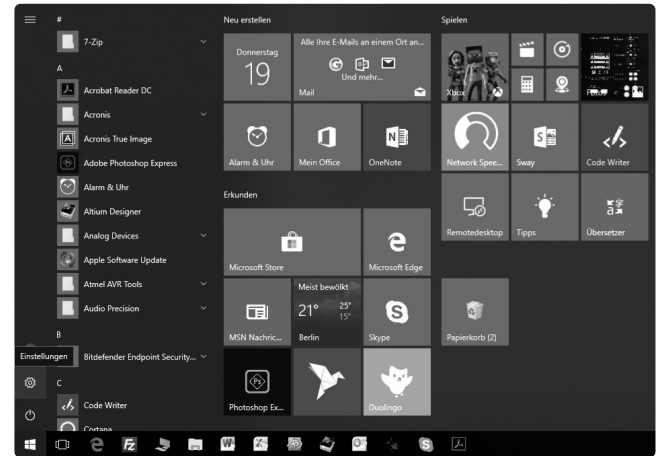 #
7-Zip
A
Acrobat Reader DC
Acronis
Acronis True Image
Adobe Photoshop Express
Alarm & Uhr
Altium Designer
Analog Devices
Apple Software Update
Atmel AVR Tools
Audio Precision
B
Bitdefender Endpoint Security...
Einstellungen
C
Code Writer
Cortana
Neu erstellen
Donnerstag
19
Alle Ihre E-Mails an einem Ort an...
Und mehr...
Mail
Alarm & Uhr
Mein Office
OneNote
Erkunden
Microsoft Store
Microsoft Edge
MSN Nachric...
Meist bewölkt
21°
25°
15°
Berlin
Skype
Photoshop Ex...
Duolingo
Spielen
Xbox
Network Spee...
Sway
Code Writer
Remotedesktop
Tipps
Übersetzer
Papierkorb (2)